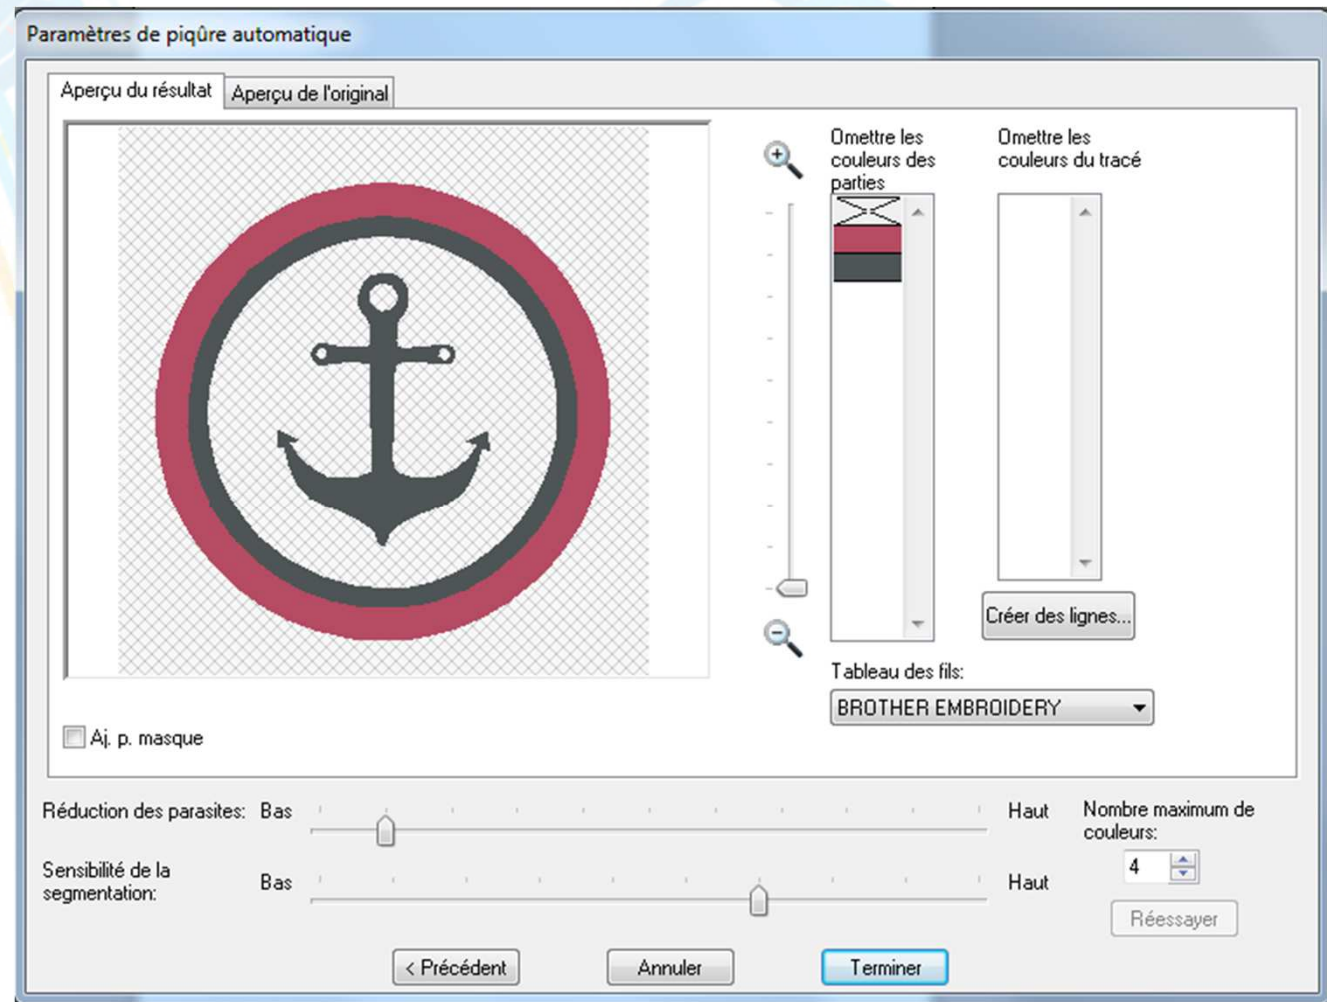 Paramètres de piqûre automatique
Aperçu du résultat
Aperçu de l'original
Omettre les
couleurs des
parties
Omettre les
couleurs du tracé
Créer des lignes...
Tableau des fils:
BROTHER EMBROIDERY
Aj. p. masque
Réduction des parasites:
Bas
Haut
Nombre maximum de
couleurs:
4
Sensibilité de la
segmentation:
Bas
Haut
Réessayer
< Précédent
Annuler
Terminer